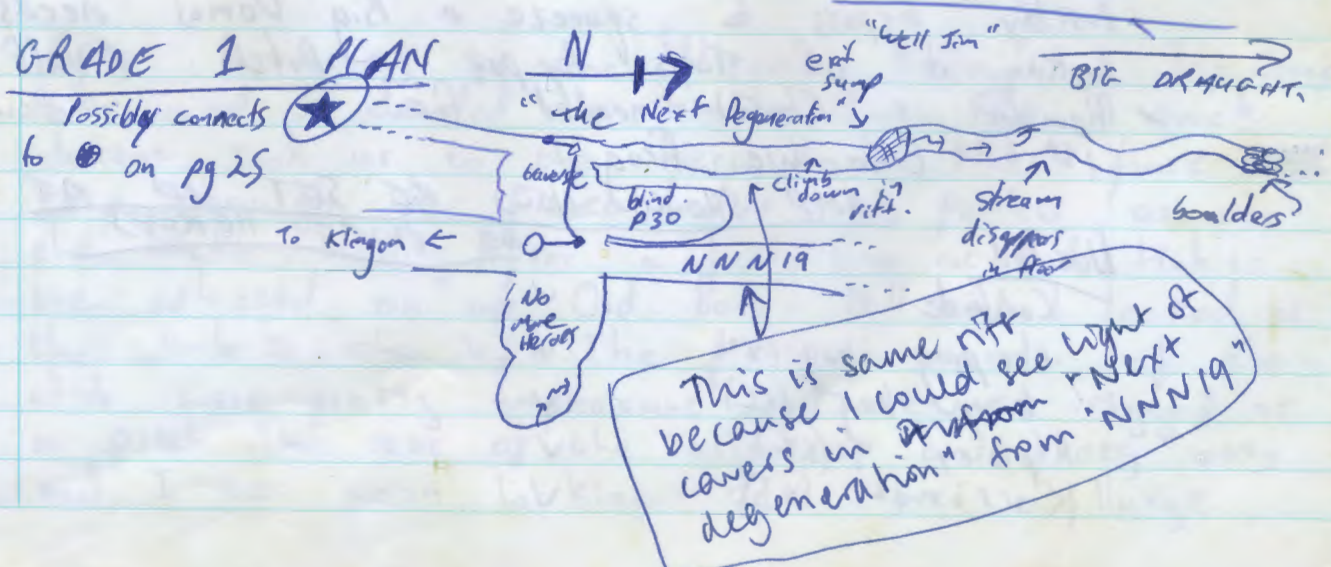 GRADE 1 PLAN
N
"Well Jim"
BIG DRAUGHT.
Possibly connects
to on pg 25
"the Next Degeneration"
exit
sump
traverse
blind.
P30
climb
down in
rift.
stream
disappears
in floor
boulders
To Klingon
NNN19
No
more
Heroes
This is same rift
because I could see light of
cavers in from "Next
degeneration" from "NNN19"